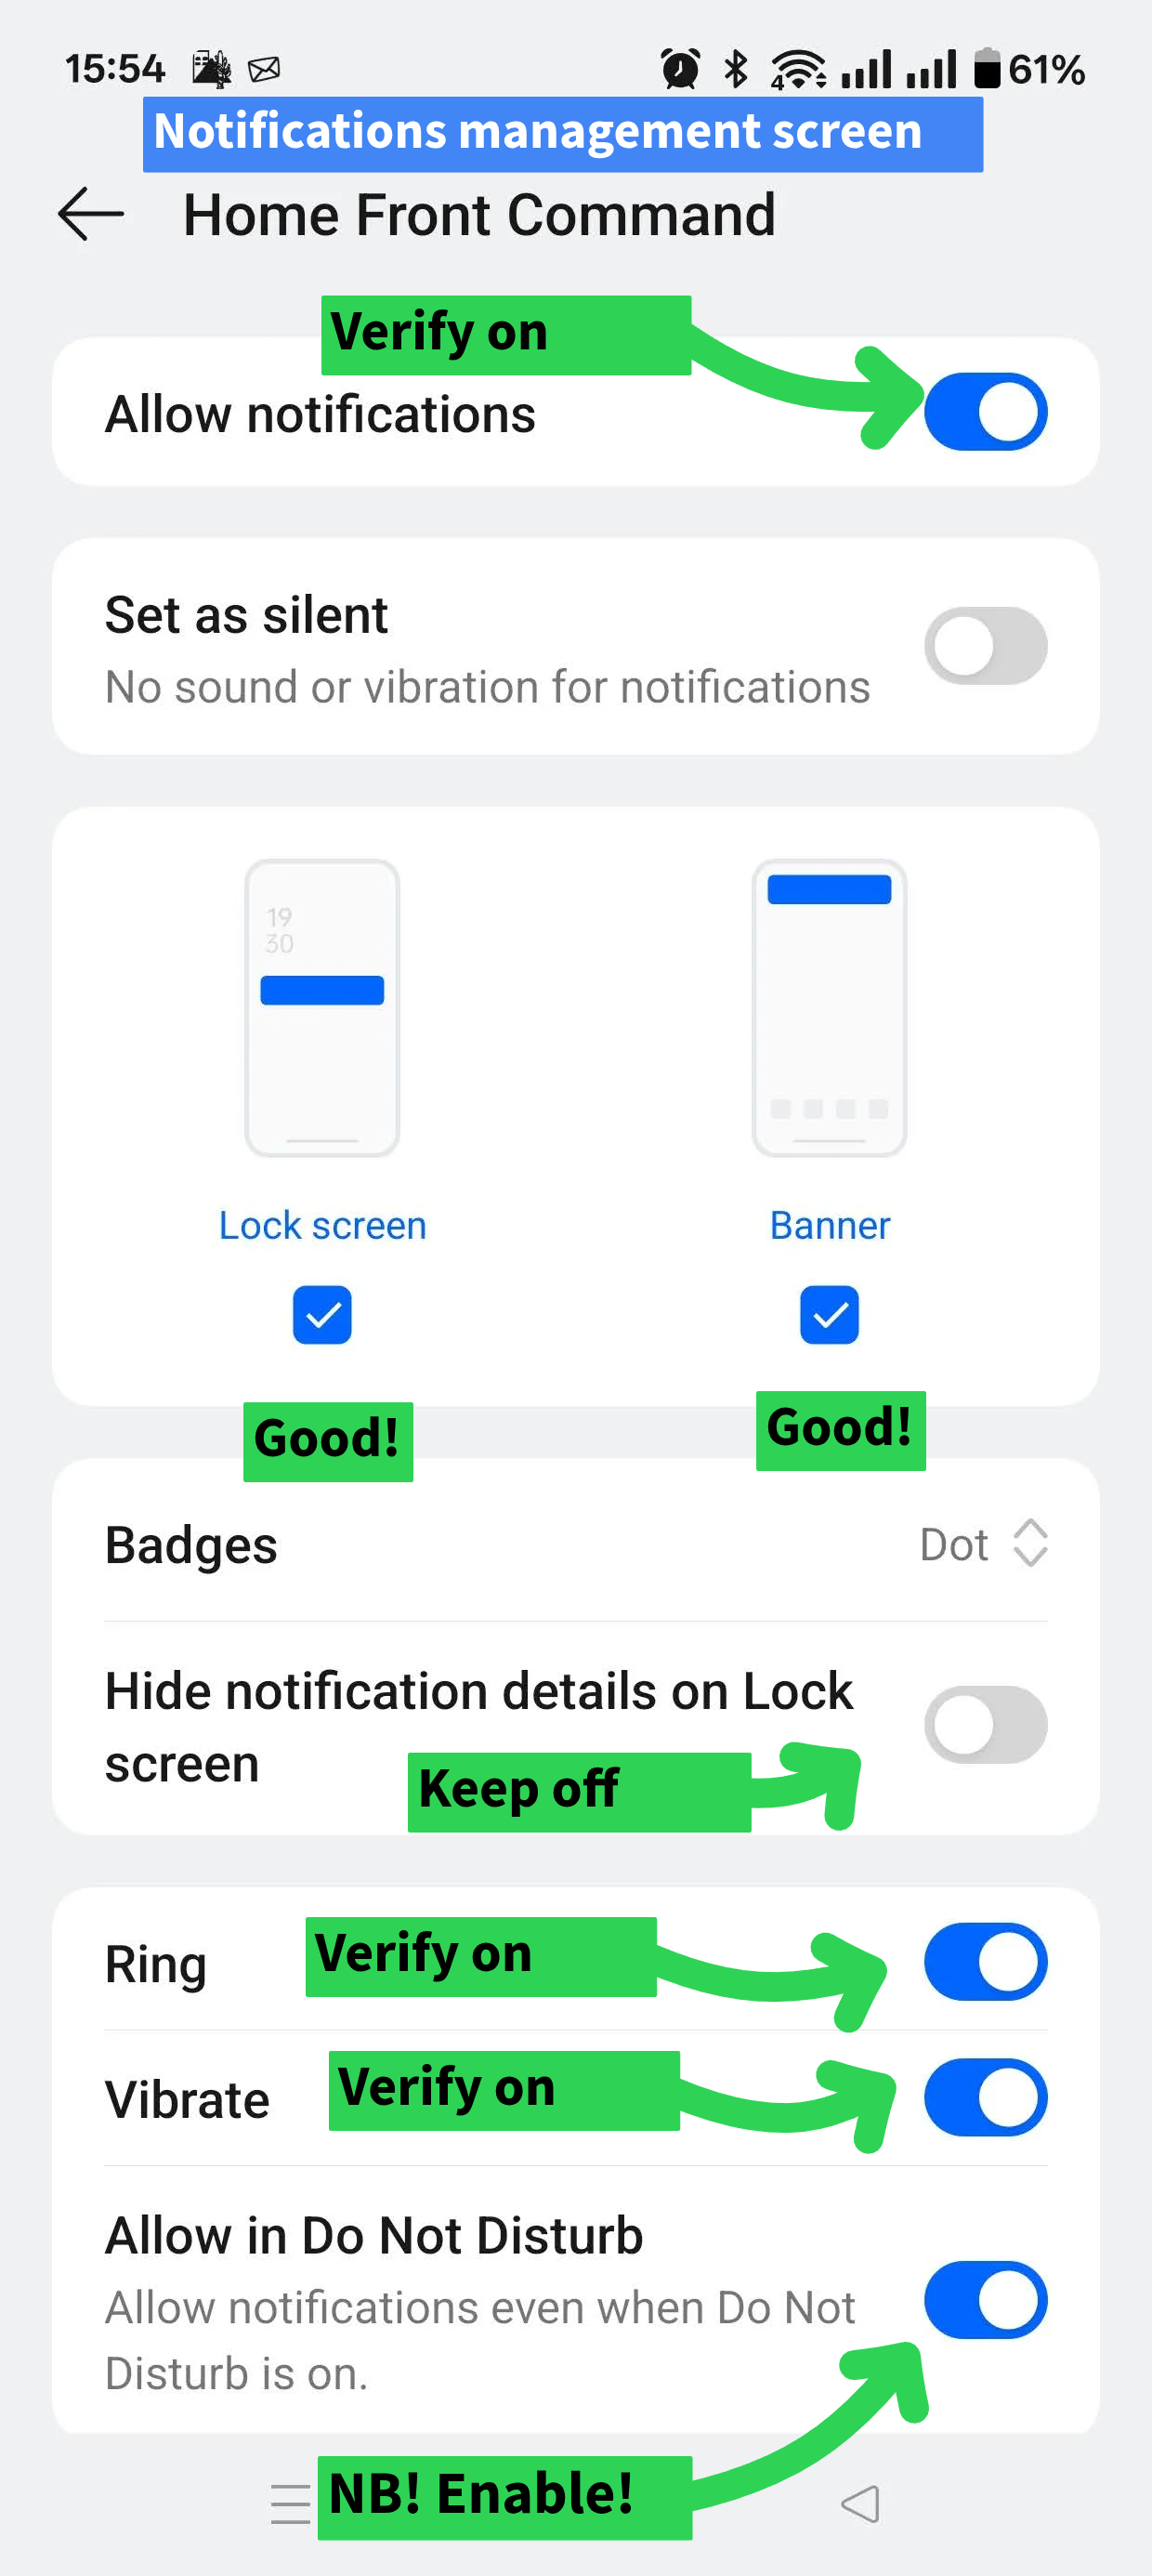 15:54
4
61%
Notifications management screen
Home Front Command
Verify on
Allow notifications
Set as silent
No sound or vibration for notifications
19
30
Lock screen
Banner
Good!
Good!
Badges
Dot
Hide notification details on Lock
screen
Keep off
Ring
Verify on
Vibrate
Verify on
Allow in Do Not Disturb
Allow notifications even when Do Not
Disturb is on.
NB! Enable!